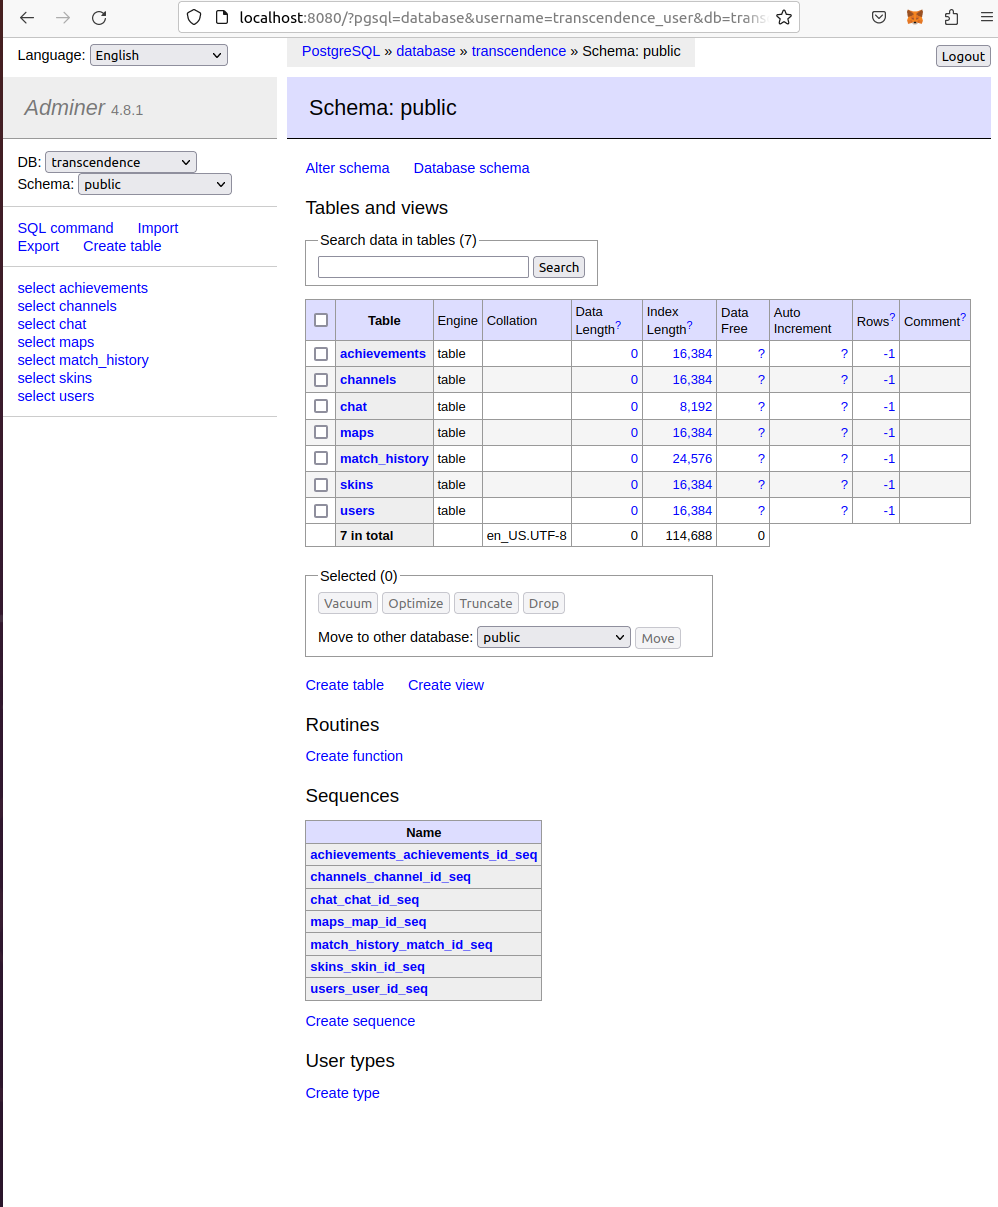 localhost:8080/?pgsql=database&username=transcendence_user&db=trans
Language: English
PostgreSQL » database » transcendence » Schema: public
Logout
Adminer 4.8.1
Schema: public
DB: transcendence
Schema: public
SQL command Import
Export Create table
select achievements
select channels
select chat
select maps
select match_history
select skins
select users
Alter schema Database schema
Tables and views
Search data in tables (7)
Search
Table Engine Collation Data Length? Index Length? Data Free Auto Increment Rows? Comment?
achievements table 0 16,384 ? ? -1
channels table 0 16,384 ? ? -1
chat table 0 8,192 ? ? -1
maps table 0 16,384 ? ? -1
match_history table 0 24,576 ? ? -1
skins table 0 16,384 ? ? -1
users table 0 16,384 ? ? -1
7 in total en_US.UTF-8 0 114,688 0
Selected (0)
Vacuum Optimize Truncate Drop
Move to other database: public Move
Create table Create view
Routines
Create function
Sequences
Name
achievements_achievements_id_seq
channels_channel_id_seq
chat_chat_id_seq
maps_map_id_seq
match_history_match_id_seq
skins_skin_id_seq
users_user_id_seq
Create sequence
User types
Create type